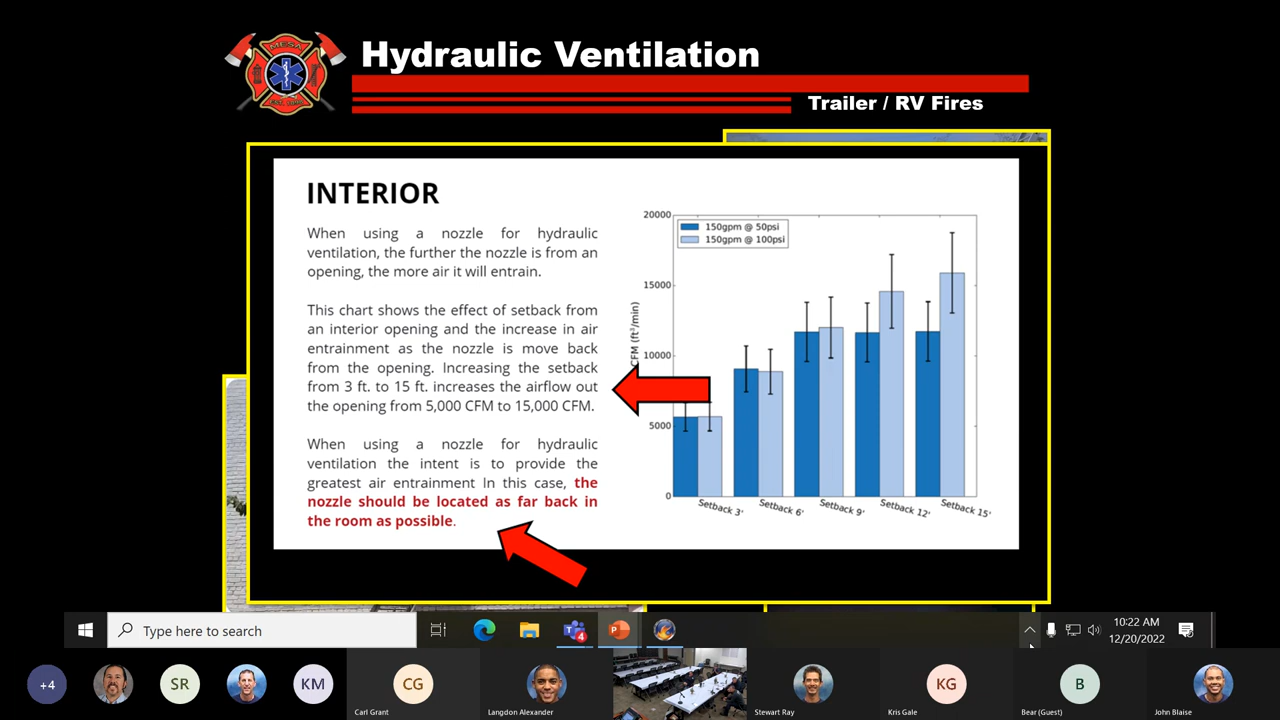 MESA
EST. 1898
Hydraulic Ventilation
Trailer / RV Fires
INTERIOR
When using a nozzle for hydraulic
ventilation, the further the nozzle is from an
opening, the more air it will entrain.
This chart shows the effect of setback from
an interior opening and the increase in air
entrainment as the nozzle is move back
from the opening. Increasing the setback
from 3 ft. to 15 ft. increases the airflow out
the opening from 5,000 CFM to 15,000 CFM.
When using a nozzle for hydraulic
ventilation the intent is to provide the
greatest air entrainment In this case, the
nozzle should be located as far back in
the room as possible.
150gpm @ 50psi
150gpm @ 100psi
CFM (ft³/min)
20000
15000
10000
5000
0
Setback 3'
Setback 6'
Setback 9'
Setback 12'
Setback 15'
Type here to search
4
10:22 AM
12/20/2022
+4
SR
KM
CG
Carl Grant
Langdon Alexander
Stewart Ray
KG
Kris Gale
B
Bear (Guest)
John Blaise